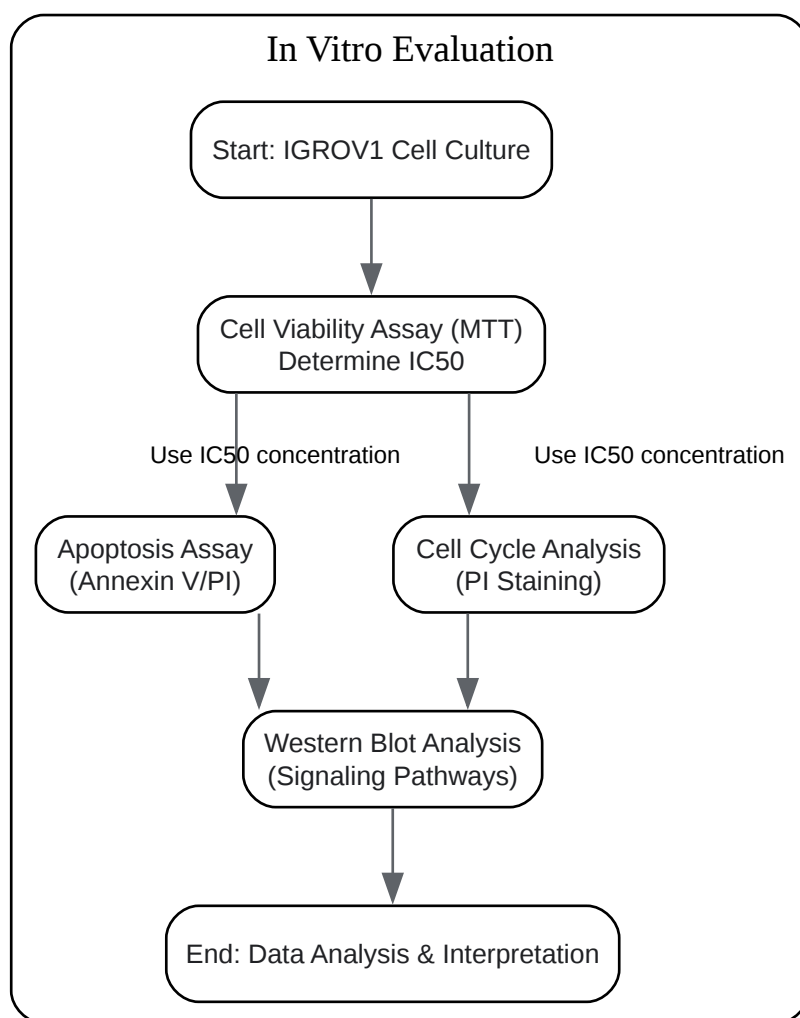 In Vitro Evaluation
Start: IGROV1 Cell Culture
Cell Viability Assay (MTT)
Determine IC50
Use IC50 concentration
Use IC50 concentration
Apoptosis Assay
(Annexin V/PI)
Cell Cycle Analysis
(PI Staining)
Western Blot Analysis
(Signaling Pathways)
End: Data Analysis & Interpretation